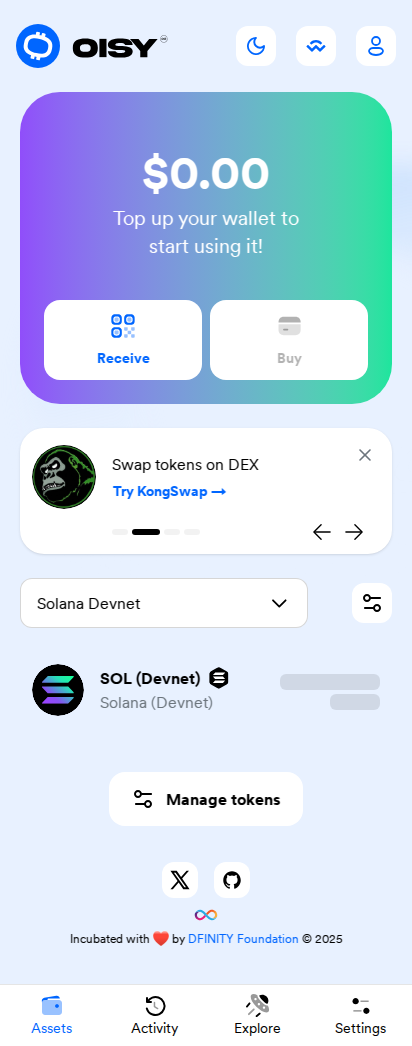 OISY
$0.00
Top up your wallet to
start using it!
Receive
Buy
Swap tokens on DEX
Try KongSwap →
Solana Devnet
SOL (Devnet)
Solana (Devnet)
Manage tokens
Incubated with ❤️ by DFINITY Foundation © 2025
Assets
Activity
Explore
Settings